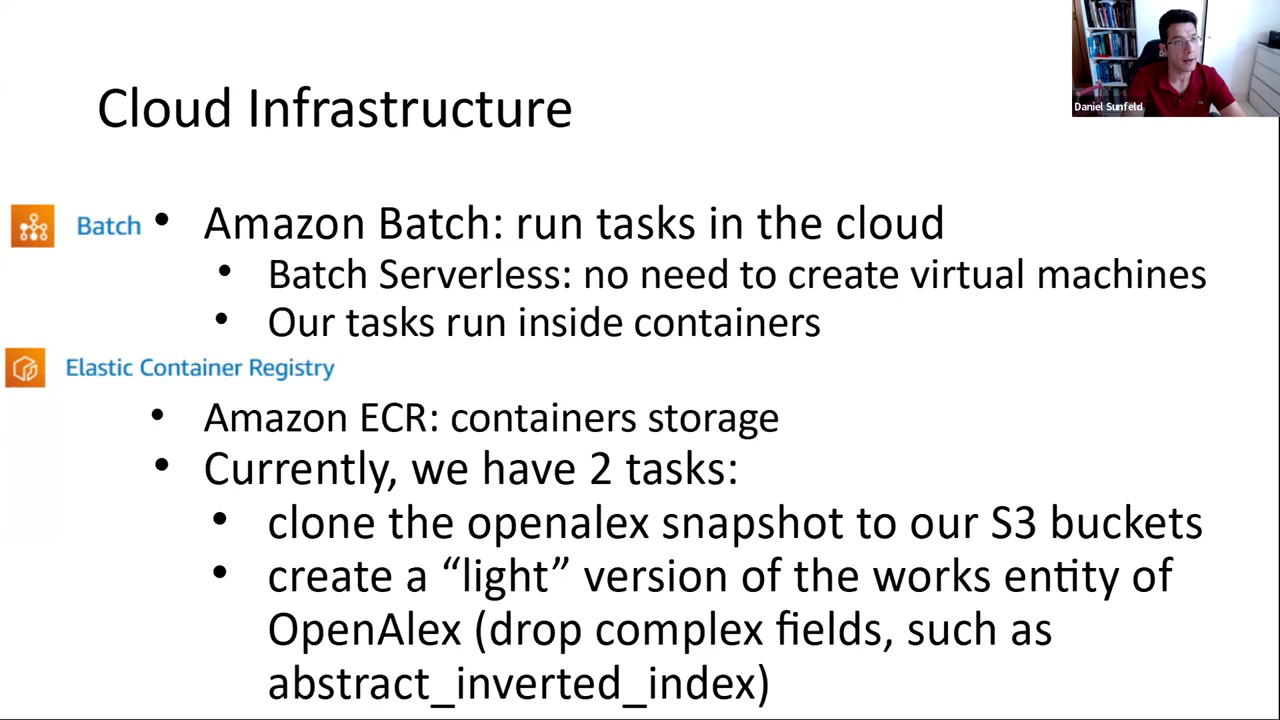 Daniel Sunfeld
Cloud Infrastructure
Batch
• Amazon Batch: run tasks in the cloud
• Batch Serverless: no need to create virtual machines
• Our tasks run inside containers
Elastic Container Registry
• Amazon ECR: containers storage
• Currently, we have 2 tasks:
• clone the openalex snapshot to our S3 buckets
• create a “light” version of the works entity of
OpenAlex (drop complex fields, such as
abstract_inverted_index)